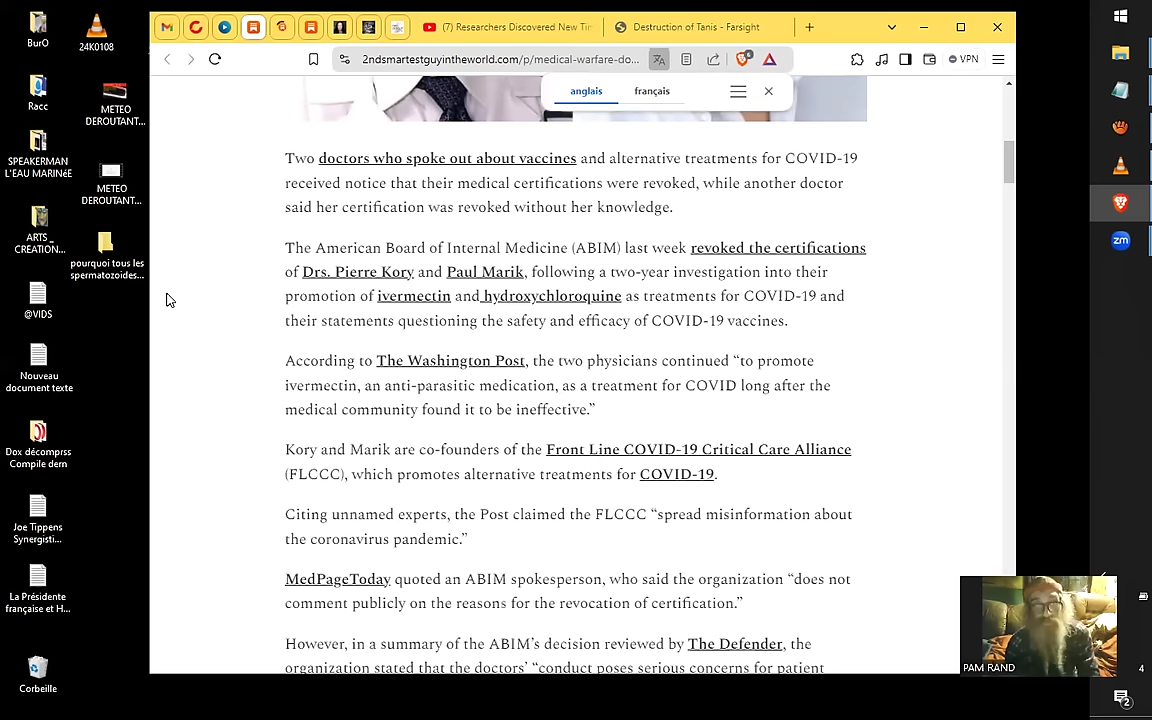 BurO
24K0108
Racc
METEO
DEROUTANT...
SPEAKERMAN
L'EAU MARINéE
METEO
DEROUTANT...
ARTS _
CREATION...
pourquoi tous les
spermatozoides...
@VIDS
Nouveau
document texte
Dox décomprss
Compile dern
Joe Tippens
Synergisti...
La Présidente
française et H...
Corbeille
(7) Researchers Discovered New Tin
Destruction of Tanis - Farsight
2ndsmartestguyintheworld.com/p/medical-warfare-do...
6
VPN
anglais
français
Two doctors who spoke out about vaccines and alternative treatments for COVID-19
received notice that their medical certifications were revoked, while another doctor
said her certification was revoked without her knowledge.
The American Board of Internal Medicine (ABIM) last week revoked the certifications
of Drs. Pierre Kory and Paul Marik, following a two-year investigation into their
promotion of ivermectin and hydroxychloroquine as treatments for COVID-19 and
their statements questioning the safety and efficacy of COVID-19 vaccines.
According to The Washington Post, the two physicians continued “to promote
ivermectin, an anti-parasitic medication, as a treatment for COVID long after the
medical community found it to be ineffective.”
Kory and Marik are co-founders of the Front Line COVID-19 Critical Care Alliance
(FLCCC), which promotes alternative treatments for COVID-19.
Citing unnamed experts, the Post claimed the FLCCC “spread misinformation about
the coronavirus pandemic.”
MedPageToday quoted an ABIM spokesperson, who said the organization “does not
comment publicly on the reasons for the revocation of certification.”
However, in a summary of the ABIM’s decision reviewed by The Defender, the
organization stated that the doctors’ “conduct poses serious concerns for patient
zm
PAM RAND
4
2